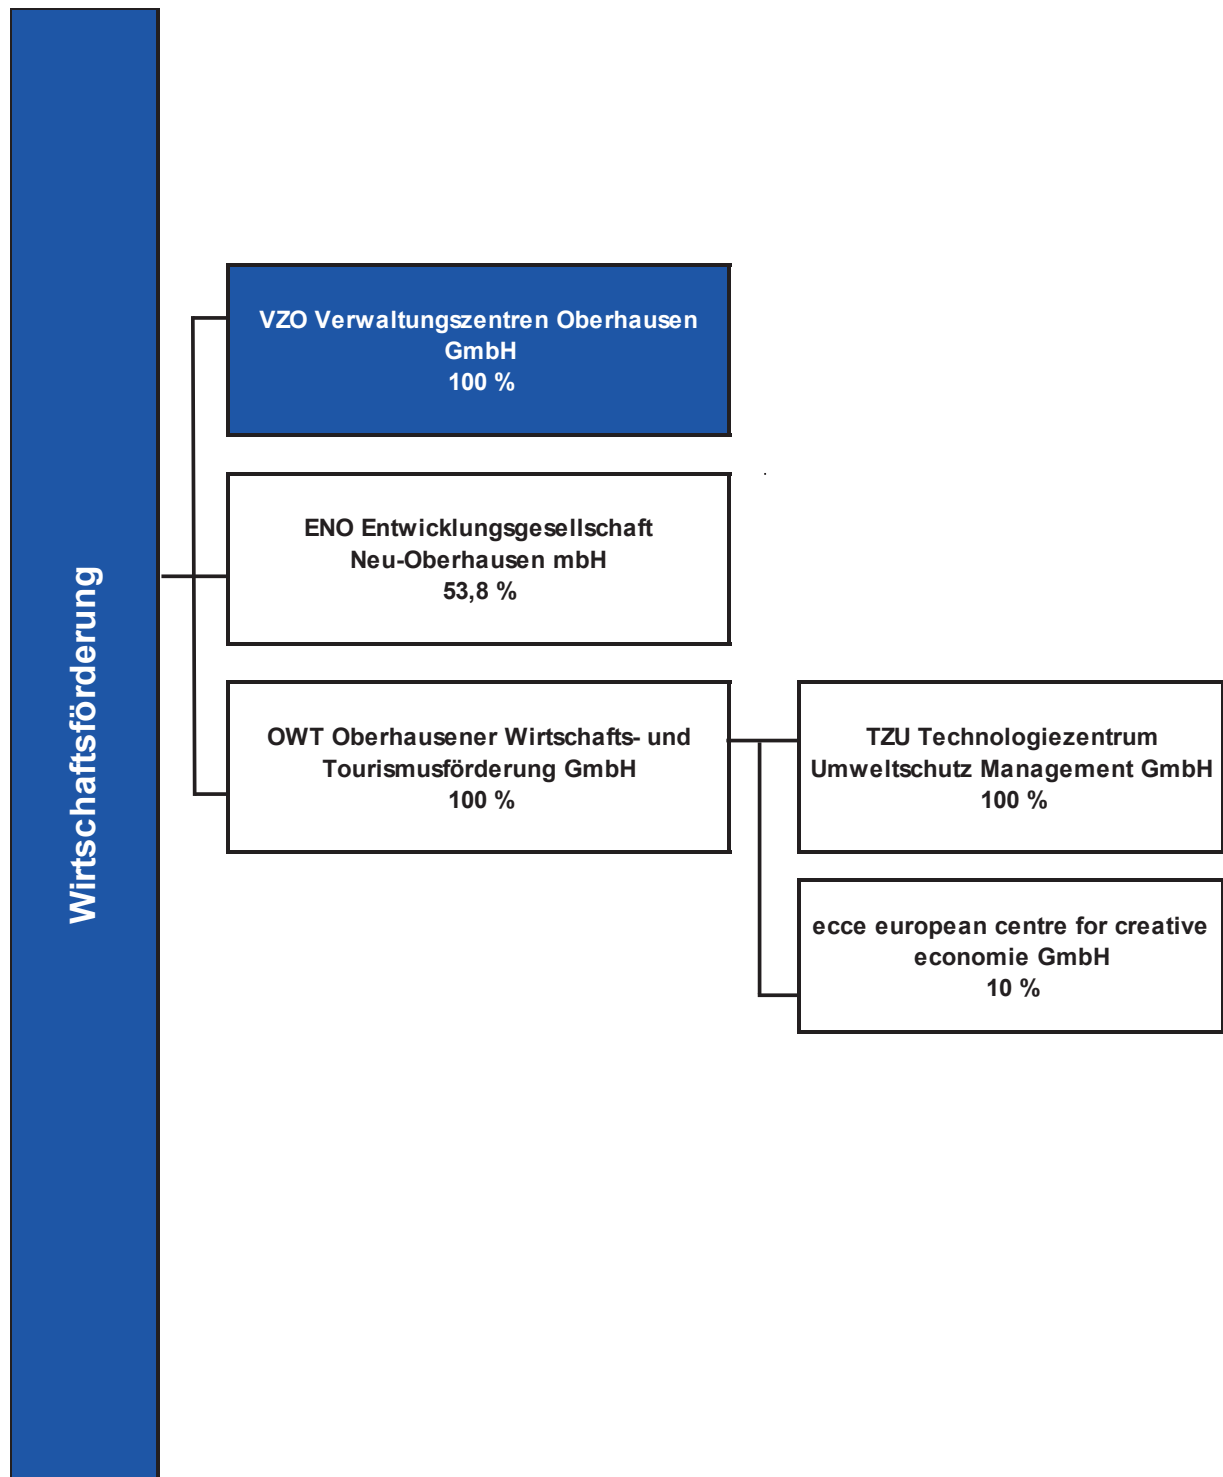 Wirtschaftsförderung
VZO Verwaltungszentren Oberhausen
GmbH
100 %
ENO Entwicklungsgesellschaft
Neu-Oberhausen mbH
53,8 %
OWT Oberhausener Wirtschafts- und
Tourismusförderung GmbH
100 %
TZU Technologiezentrum
Umweltschutz Management GmbH
100 %
ecce european centre for creative
economie GmbH
10 %